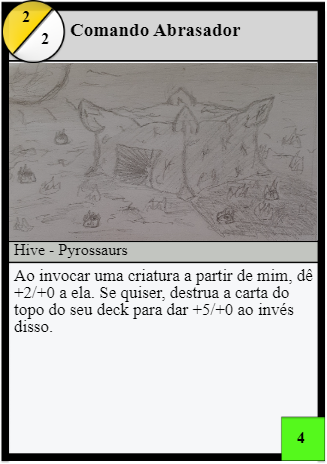 2
2
Comando Abrasador
Hive - Pyrossaurs
Ao invocar uma criatura a partir de mim, dê
+2/+0 a ela. Se quiser, destrua a carta do
topo do seu deck para dar +5/+0 ao invés
disso.
4